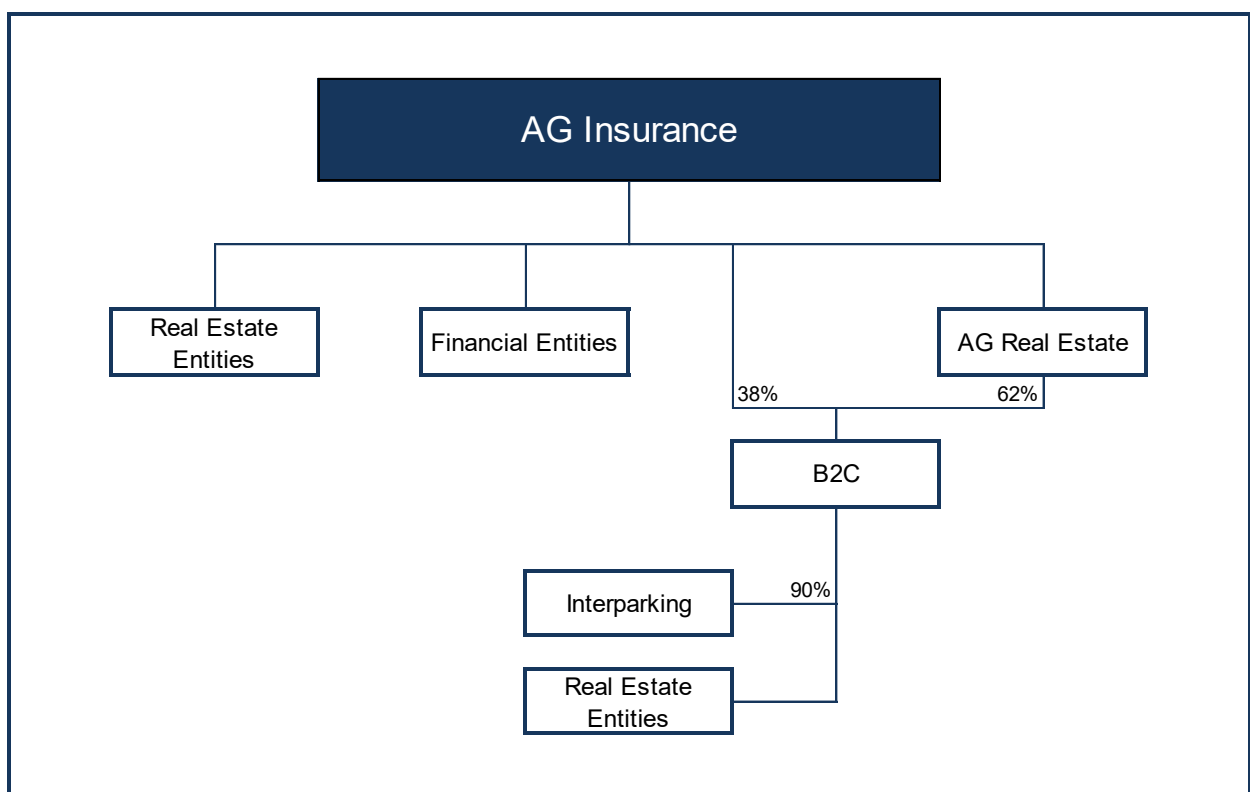 AG Insurance
Real Estate
Entities
Financial Entities
AG Real Estate
38%
62%
B2C
Interparking
90%
Real Estate
Entities